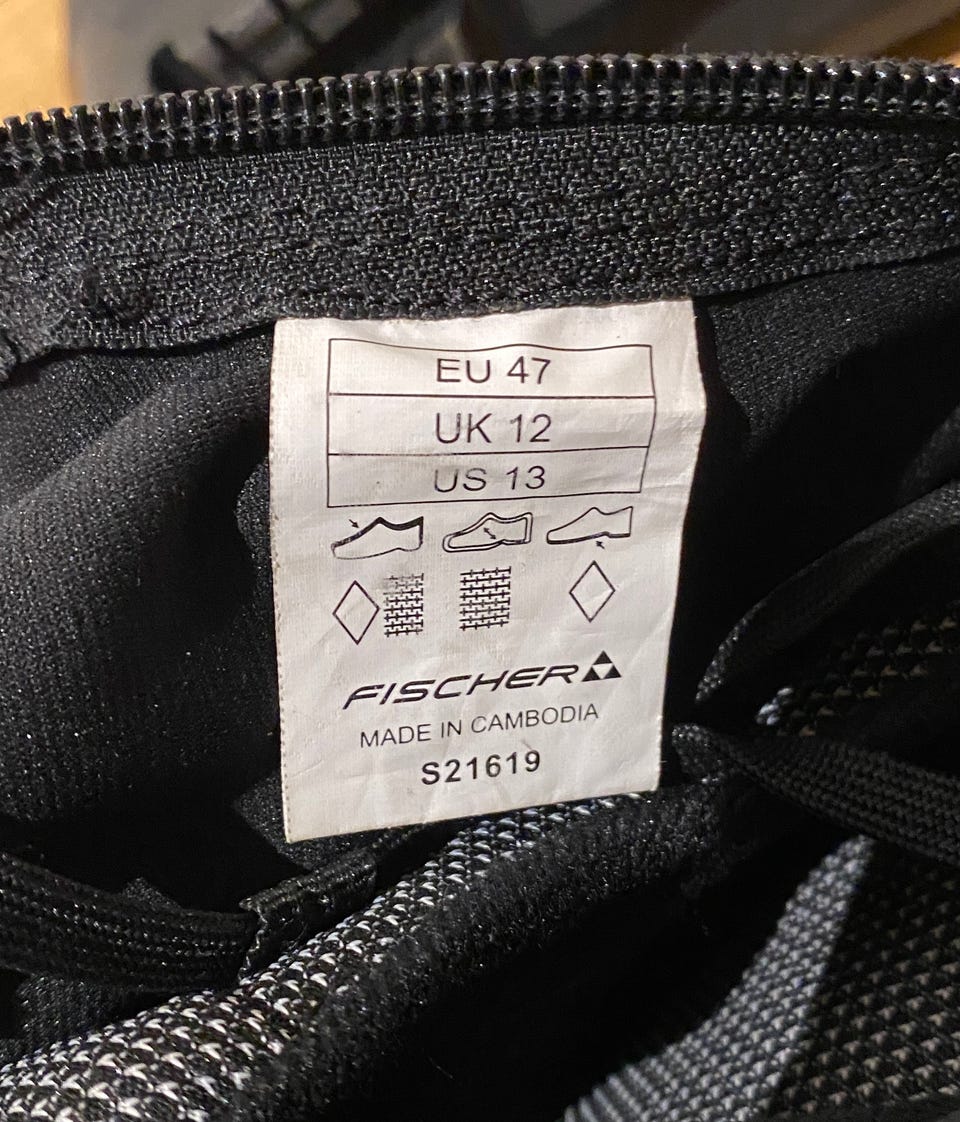 EU 47
UK 12
US 13
FISCHER
MADE IN CAMBODIA
S21619